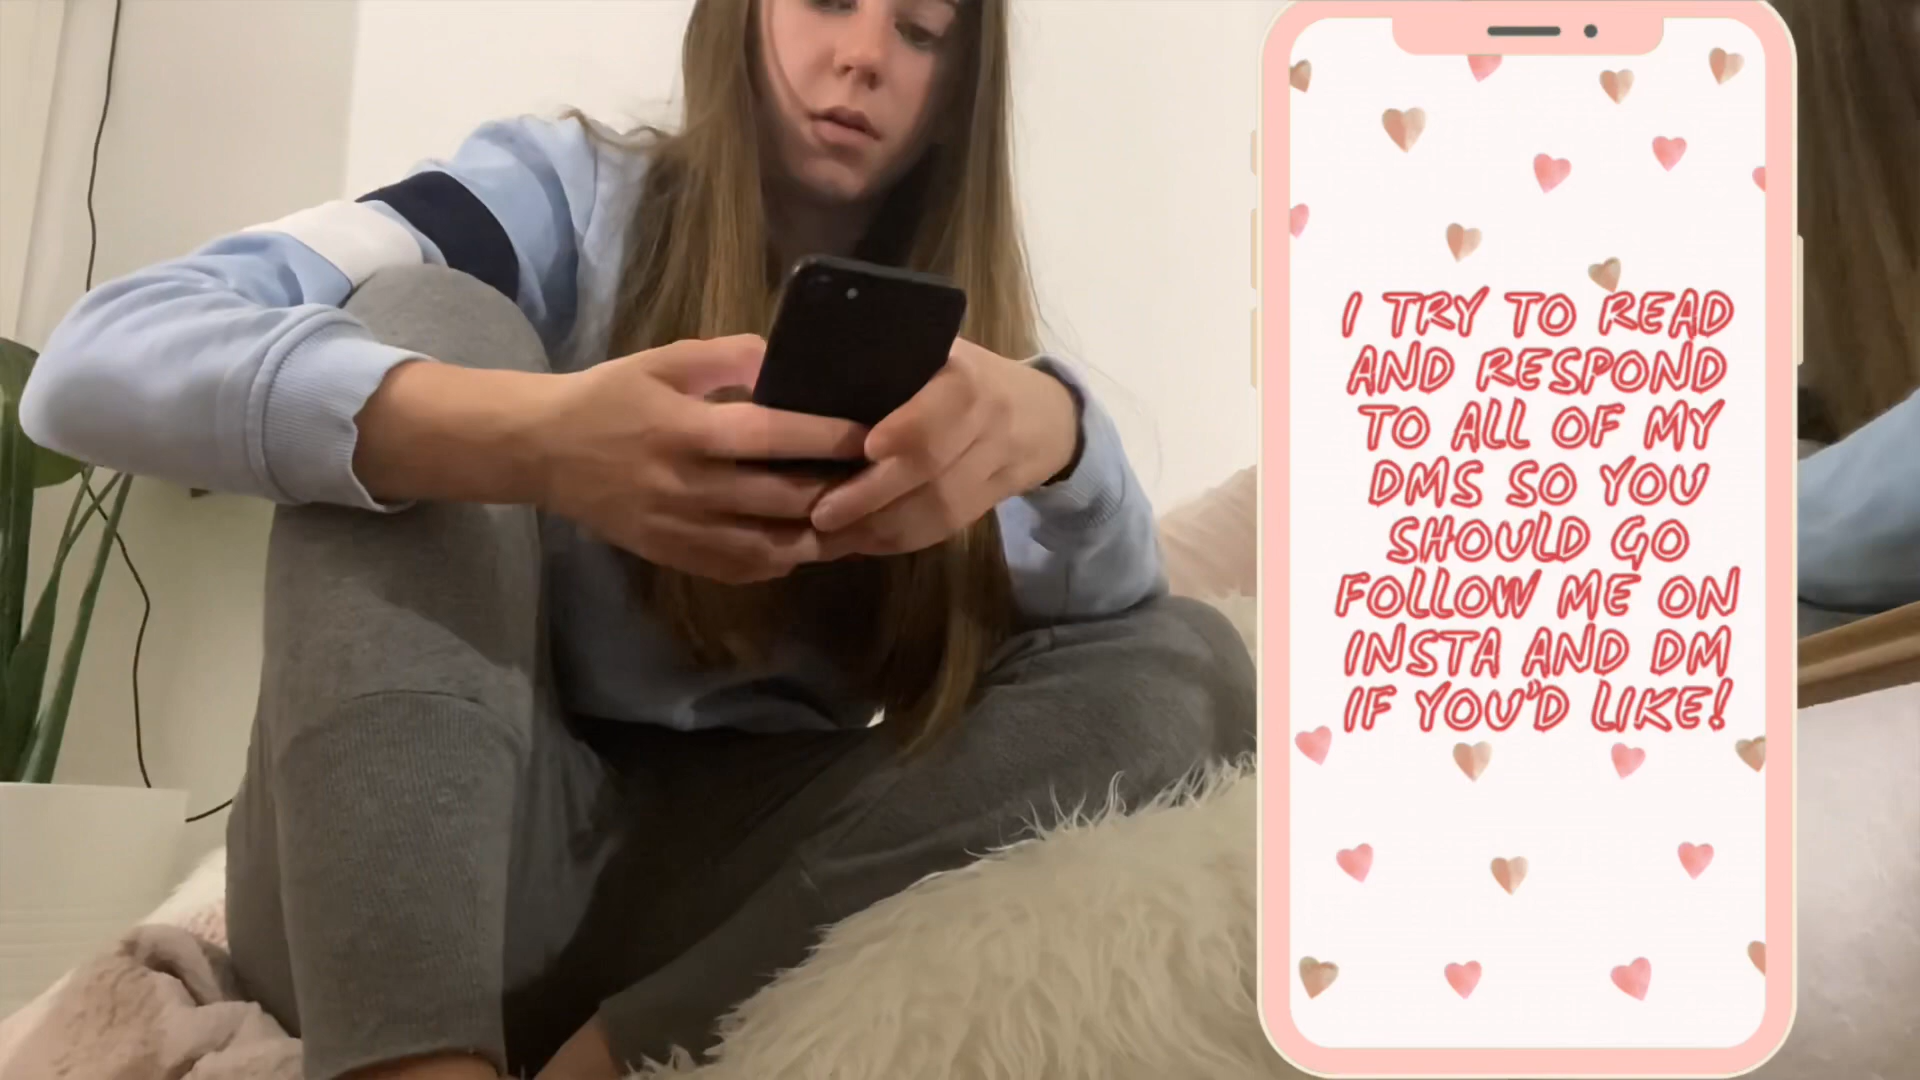 I TRY TO READ
AND RESPOND
TO ALL OF MY
DMS SO YOU
SHOULD GO
FOLLOW ME ON
INSTA AND DM
IF YOU'D LIKE!